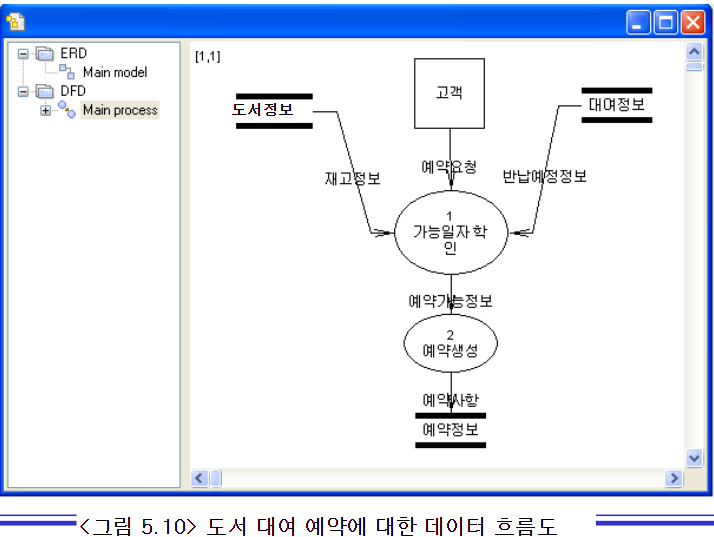 ERD
Main model
DFD
Main process
[1,1]
고객
도서정보
대여정보
예약요청
재고정보
반납예정정보
1
가능일자확
인
예약가능정보
2
예약생성
예약사항
예약정보
<그림 5.10> 도서 대여 예약에 대한 데이터 흐름도